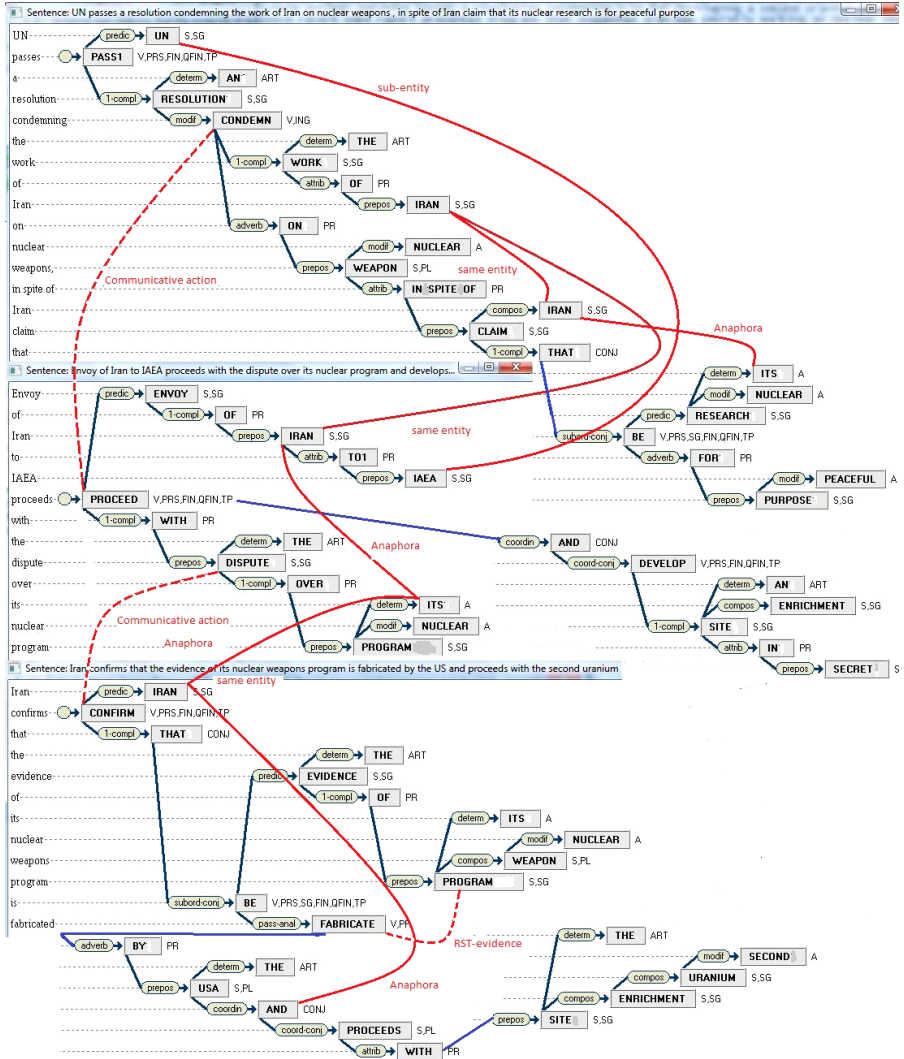 Sentence: UN passes a resolution condemning the work of Iran on nuclear weapons , in spite of Iran claim that its nuclear research is for peaceful purpose
UN predic UN S,SG
passes PASS1 V,PRS,FIN,QFIN,TP
a determ AN ART
sub-entity
resolution 1-compl RESOLUTION S,SG
condemning modif CONDEMN V,ING
the determ THE ART
work 1-compl WORK S,SG
of attrib OF PR
Iran prepos IRAN S,SG
on adverb ON PR
nuclear modif NUCLEAR A
weapons, prepos WEAPON S,PL same entity
Communicative action
in spite of attrib IN SPITE OF PR
Iran compos IRAN S,SG
claim prepos CLAIM S,SG Anaphora
that 1-compl THAT CONJ
Sentence: Envoy of Iran to IAEA proceeds with the dispute over its nuclear program and develops...
determ ITS A
Envoy predic ENVOY S,SG modif NUCLEAR A
of 1-compl OF PR predic RESEARCH S,SG
Iran prepos IRAN S,SG same entity subord-conj BE V,PRS,SG,FIN,QFIN,TP
to attrib TO1 PR adverb FOR PR
IAEA prepos IAEA S,SG modif PEACEFUL A
proceeds PROCEED V,PRS,FIN,QFIN,TP prepos PURPOSE S,SG
with 1-compl WITH PR
the determ THE ART coordin AND CONJ
Anaphora
dispute prepos DISPUTE S,SG coord-conj DEVELOP V,PRS,FIN,QFIN,TP
over 1-compl OVER PR determ AN ART
its determ ITS A compos ENRICHMENT S,SG
Communicative action
nuclear modif NUCLEAR A 1-compl SITE S,SG
Anaphora
program prepos PROGRAM S,SG attrib IN PR
prepos SECRET S
Sentence: Iran confirms that the evidence of its nuclear weapons program is fabricated by the US and proceeds with the second uranium
same entity
Iran predic IRAN S,SG
confirms CONFIRM V,PRS,FIN,QFIN,TP
that 1-compl THAT CONJ
the determ THE ART
evidence predic EVIDENCE S,SG
of 1-compl OF PR
its determ ITS A
nuclear modif NUCLEAR A
weapons compos WEAPON S,PL
program prepos PROGRAM S,SG
is subord-conj BE V,PRS,SG,FIN,QFIN,TP
fabricated pass-anal FABRICATE V,PP
RST-evidence
determ THE ART
adverb BY PR
modif SECOND A
determ THE ART
compos URANIUM S,SG
Anaphora
prepos USA S,PL
compos ENRICHMENT S,SG
coordin AND CONJ
prepos SITE S,SG
coord-conj PROCEEDS S,PL
attrib WITH PR